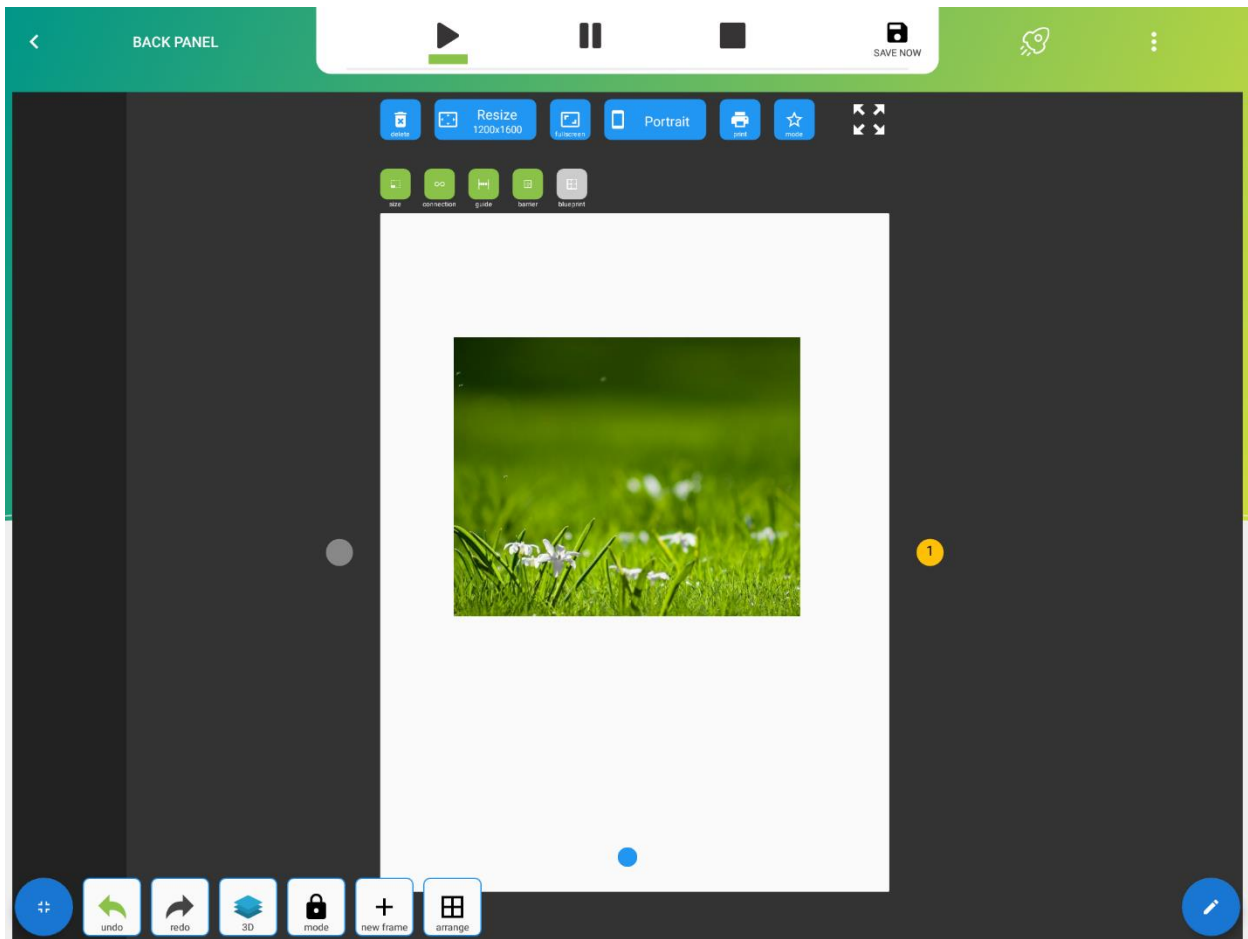 BACK PANEL
SAVE NOW
delete
Resize
1200x1600
fullscreen
Portrait
print
mode
size
connection
guide
barrier
blueprint
1
undo
redo
3D
mode
new frame
arrange